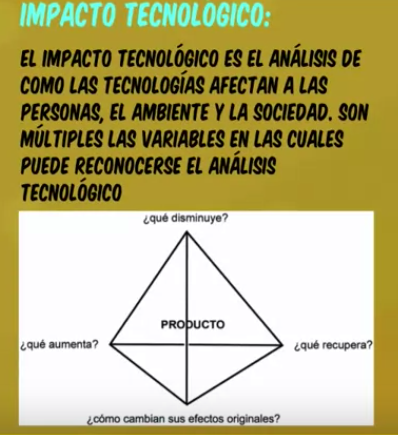 IMPACTO TECNOLOGICO:
EL IMPACTO TECNOLÓGICO ES EL ANÁLISIS DE
COMO LAS TECNOLOGÍAS AFECTAN A LAS
PERSONAS, EL AMBIENTE Y LA SOCIEDAD. SON
MÚLTIPLES LAS VARIABLES EN LAS CUALES
PUEDE RECONOCERSE EL ANÁLISIS
TECNOLÓGICO
¿qué disminuye?
PRODUCTO
¿qué aumenta?
¿qué recupera?
¿cómo cambian sus efectos originales?